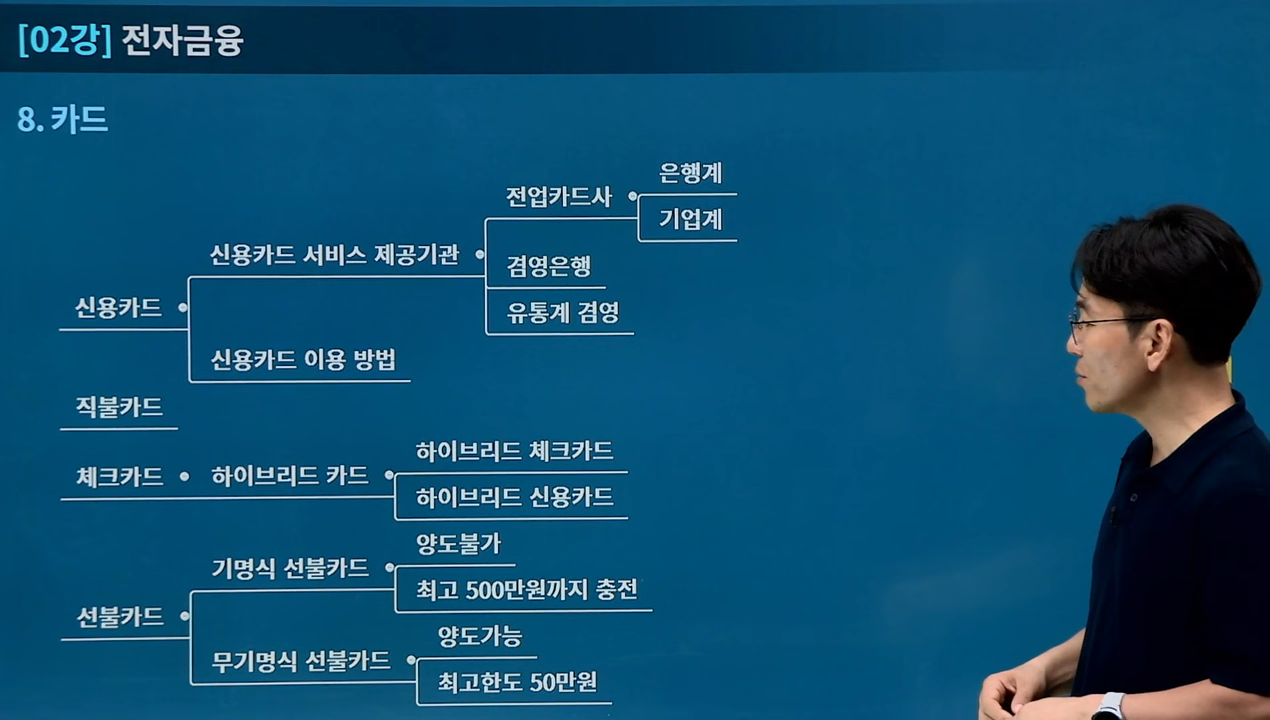 [02강] 전자금융
8. 카드
신용카드
신용카드 서비스 제공기관
전업카드사
은행계
기업계
겸영은행
유통계 겸영
신용카드 이용 방법
직불카드
체크카드
하이브리드 카드
하이브리드 체크카드
하이브리드 신용카드
선불카드
기명식 선불카드
양도불가
최고 500만원까지 충전
무기명식 선불카드
양도가능
최고한도 50만원